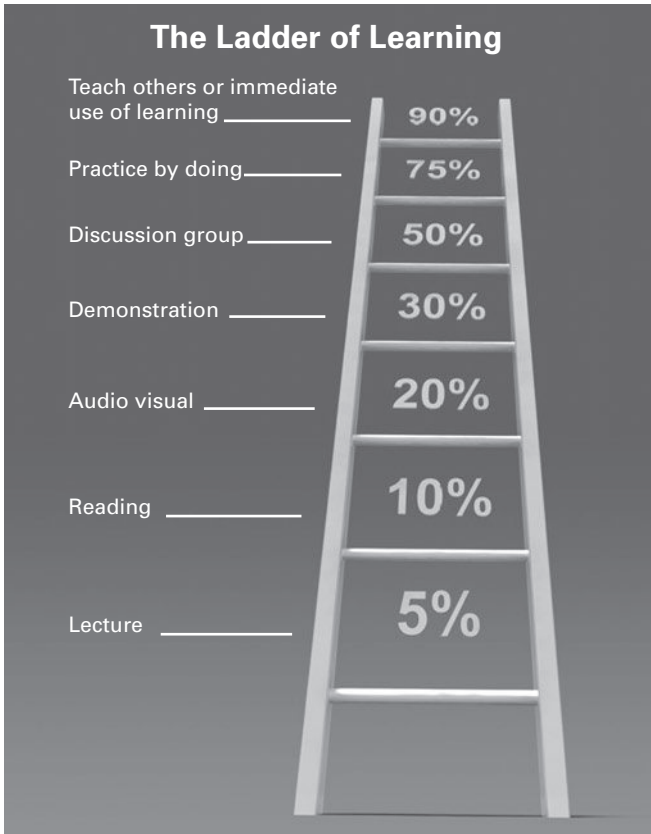 The Ladder of Learning
Teach others or immediate
use of learning
90%
Practice by doing
75%
Discussion group
50%
Demonstration
30%
Audio visual
20%
Reading
10%
Lecture
5%